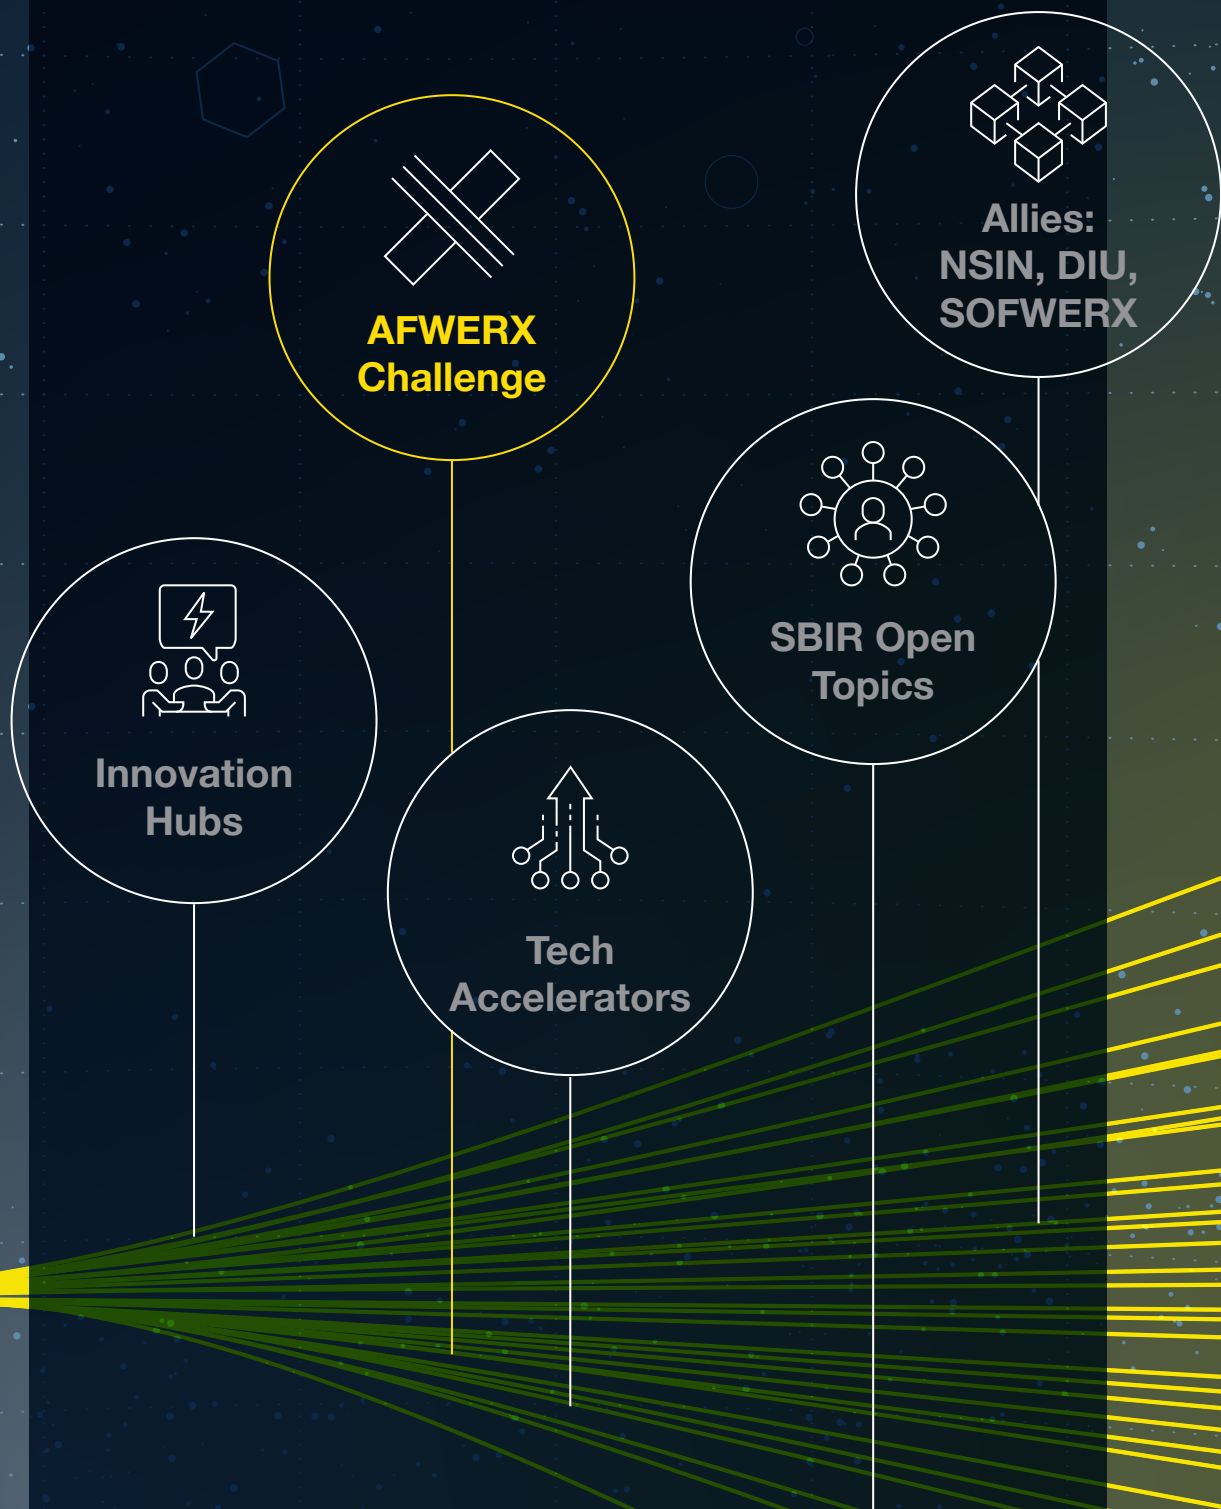 Allies:
NSIN, DIU,
SOFWERX
AFWERX
Challenge
SBIR Open
Topics
Innovation
Hubs
Tech
Accelerators